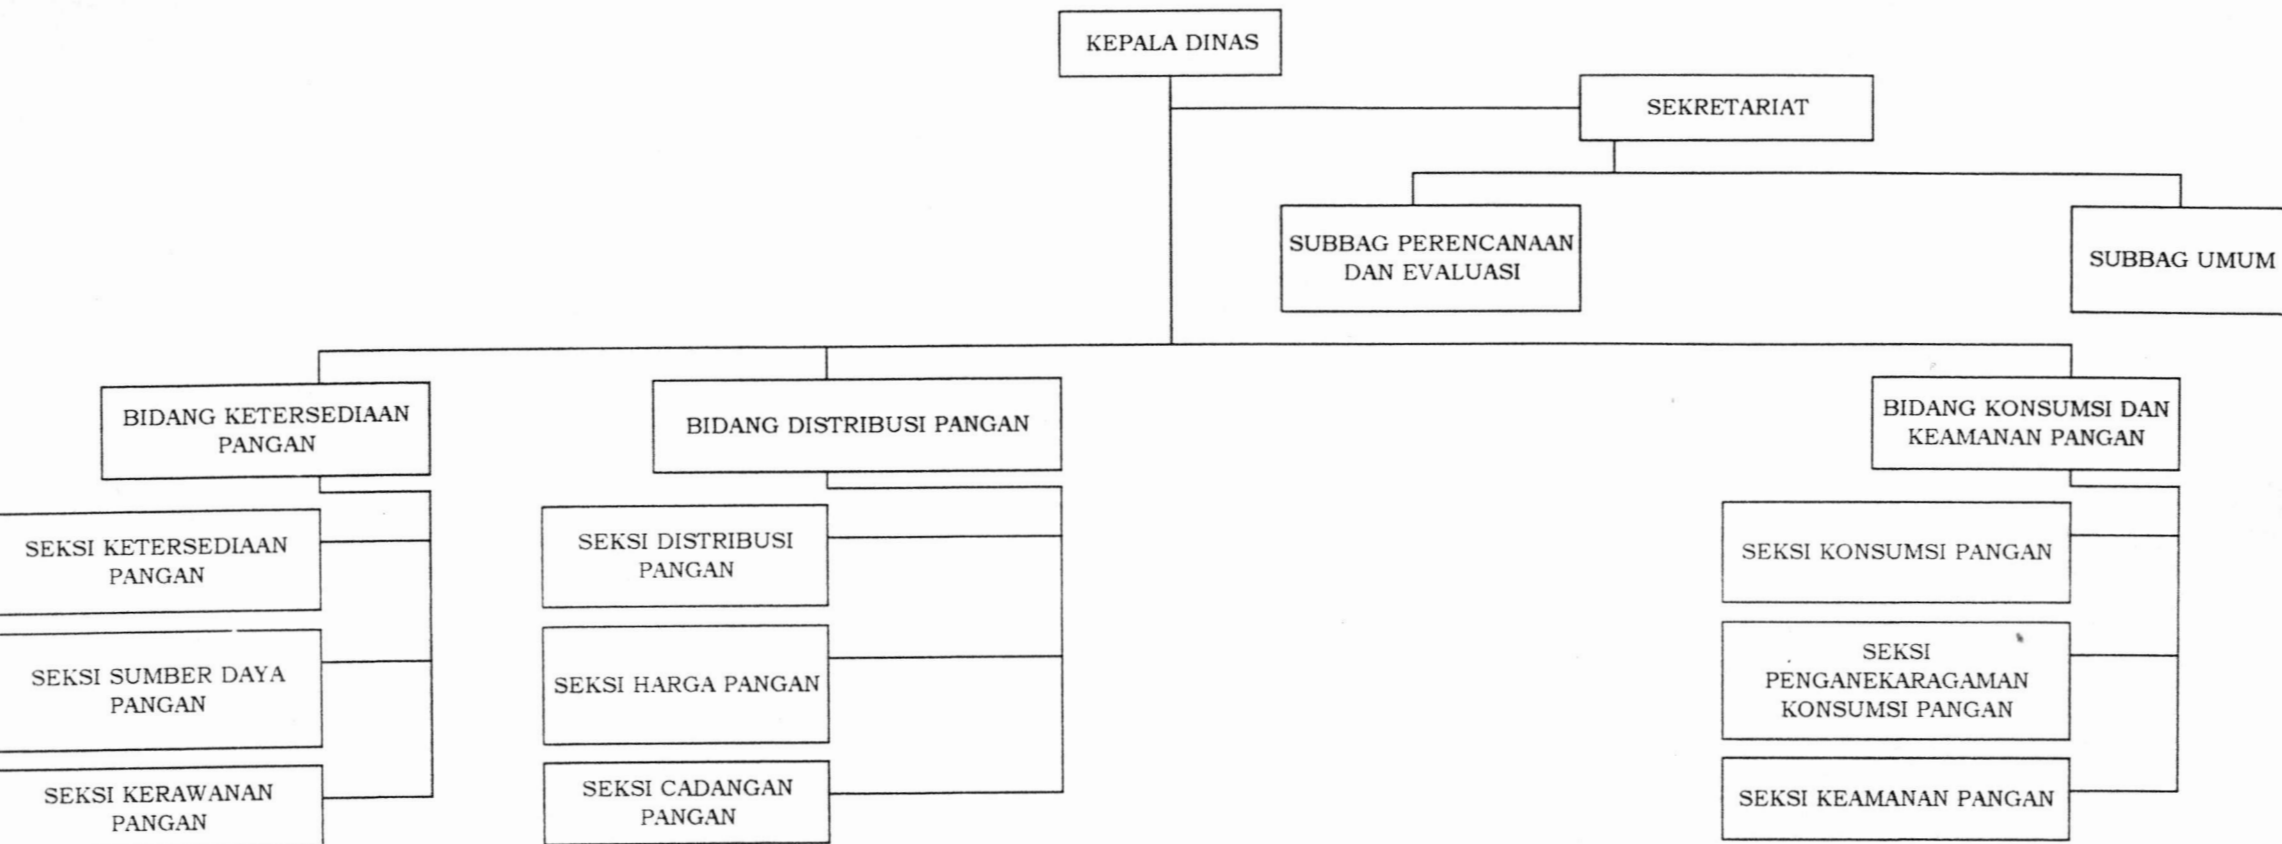 KEPALA DINAS
SEKRETARIAT
SUBBAG PERENCANAAN
DAN EVALUASI
SUBBAG UMUM
BIDANG KETERSEDIAAN
PANGAN
BIDANG DISTRIBUSI PANGAN
BIDANG KONSUMSI DAN
KEAMANAN PANGAN
SEKSI KETERSEDIAAN
PANGAN
SEKSI DISTRIBUSI
PANGAN
SEKSI KONSUMSI PANGAN
SEKSI SUMBER DAYA
PANGAN
SEKSI HARGA PANGAN
SEKSI
PENGANEKARAGAMAN
KONSUMSI PANGAN
SEKSI KERAWANAN
PANGAN
SEKSI CADANGAN
PANGAN
SEKSI KEAMANAN PANGAN